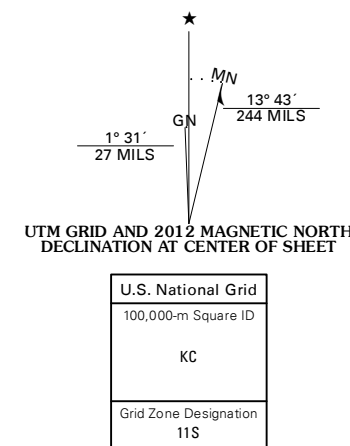 ★
MN
13° 43´
244 MILS
GN
1° 31´
27 MILS
UTM GRID AND 2012 MAGNETIC NORTH
DECLINATION AT CENTER OF SHEET
U.S. National Grid
100,000-m Square ID
KC
Grid Zone Designation
11S